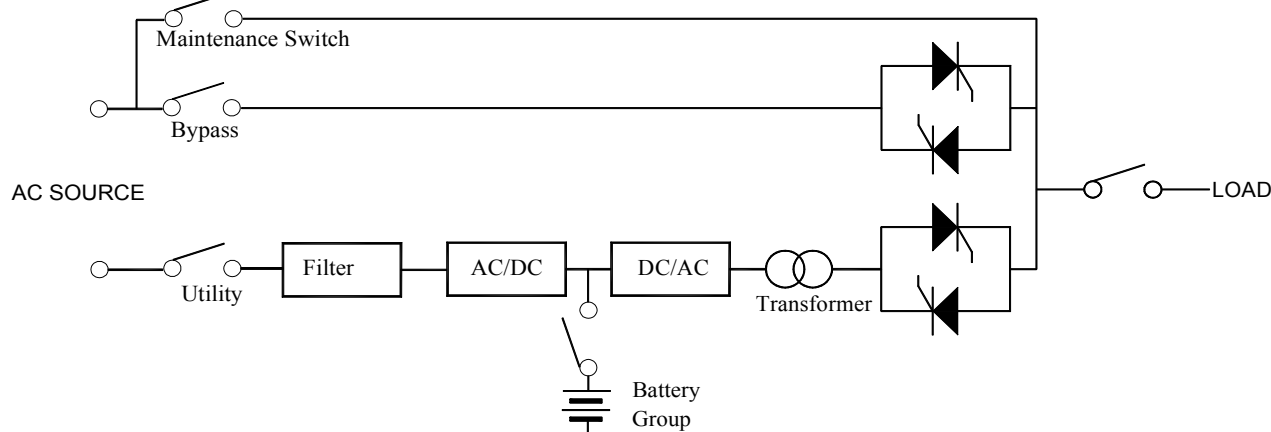 Maintenance Switch
Bypass
AC SOURCE
LOAD
Filter
AC/DC
DC/AC
Utility
Transformer
Battery
Group